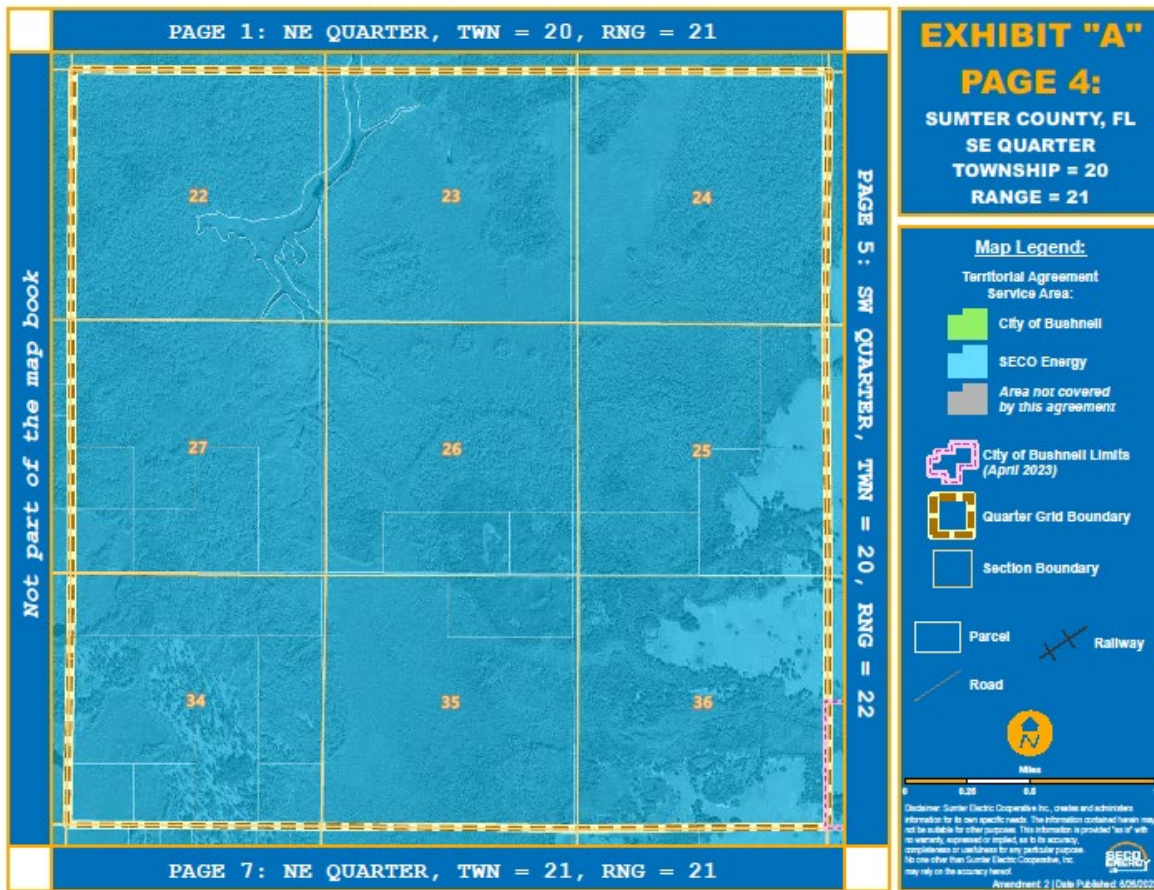 PAGE 1: NE QUARTER, TWN = 20, RNG = 21
Not part of the map book
22
23
24
27
26
25
34
35
36
PAGE 5: SW QUARTER, TWN = 20, RNG = 22
PAGE 7: NE QUARTER, TWN = 21, RNG = 21
EXHIBIT "A"
PAGE 4:
SUMTER COUNTY, FL
SE QUARTER
TOWNSHIP = 20
RANGE = 21
Map Legend:
Territorial Agreement
Service Area:
City of Bushnell
SECO Energy
Area not covered
by this agreement
City of Bushnell Limits
(April 2023)
Quarter Grid Boundary
Section Boundary
Parcel
Railway
Road
N
Miles
0 0.25 0.5 1
Disclaimer: Sumter Electric Cooperative Inc., creates and administers
information for its own specific needs. The information contained herein may
not be suitable for other purposes. This information is provided "as is" with
no warranty, expressed or implied, as to its accuracy,
completeness or usefulness for any particular purpose.
No one other than Sumter Electric Cooperative, Inc.
may rely on the accuracy hereof.
SECO
ENERGY
Amendment: 2 | Date Published: